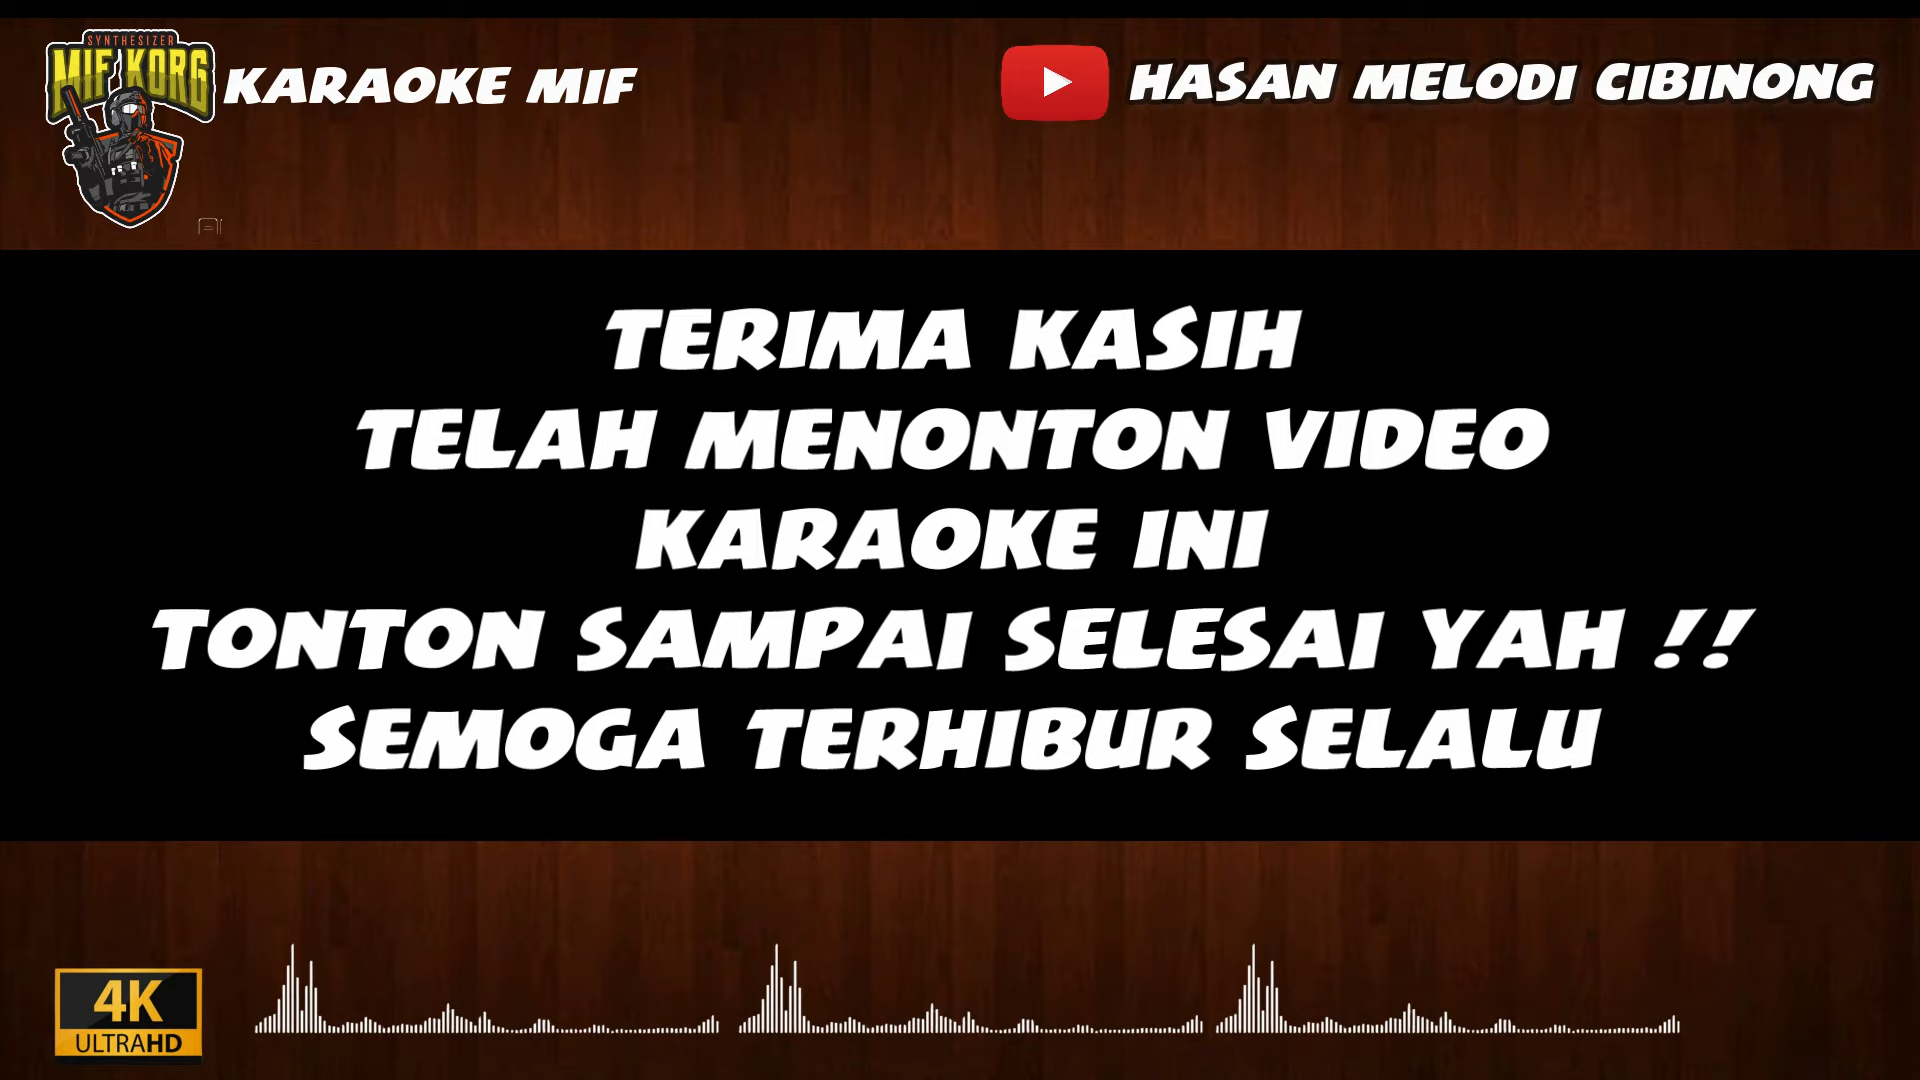 SYNTHESIZER
MIF KORG
KARAOKE MIF
HASAN MELODI CIBINONG
TERIMA KASIH
TELAH MENONTON VIDEO
KARAOKE INI
TONTON SAMPAI SELESAI YAH !!
SEMOGA TERHIBUR SELALU
4K
ULTRAHD